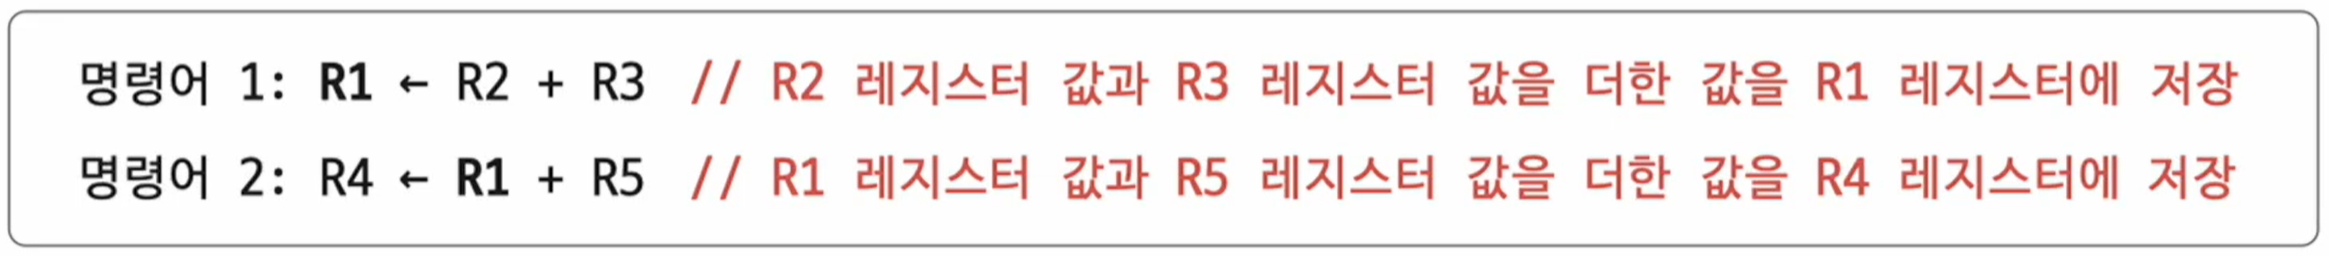 명령어 1: R1 ← R2 + R3 // R2 레지스터 값과 R3 레지스터 값을 더한 값을 R1 레지스터에 저장
명령어 2: R4 ← R1 + R5 // R1 레지스터 값과 R5 레지스터 값을 더한 값을 R4 레지스터에 저장